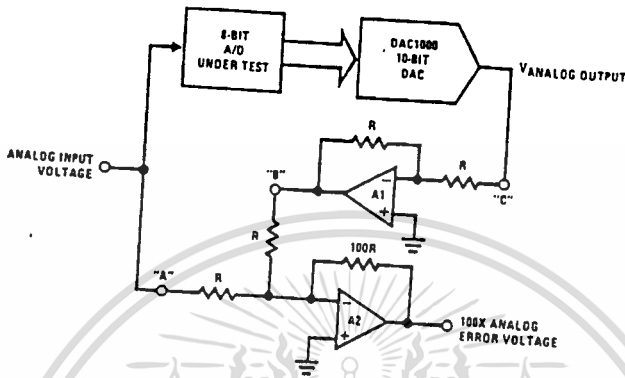 8-BIT
A/D
UNDER TEST
DAC1000
10-BIT
DAC
VANALOG OUTPUT
ANALOG INPUT
VOLTAGE
R
"B"
-
A1
+
R
"C"
R
"A"
R
100R
-
A2
+
100X ANALOG
ERROR VOLTAGE